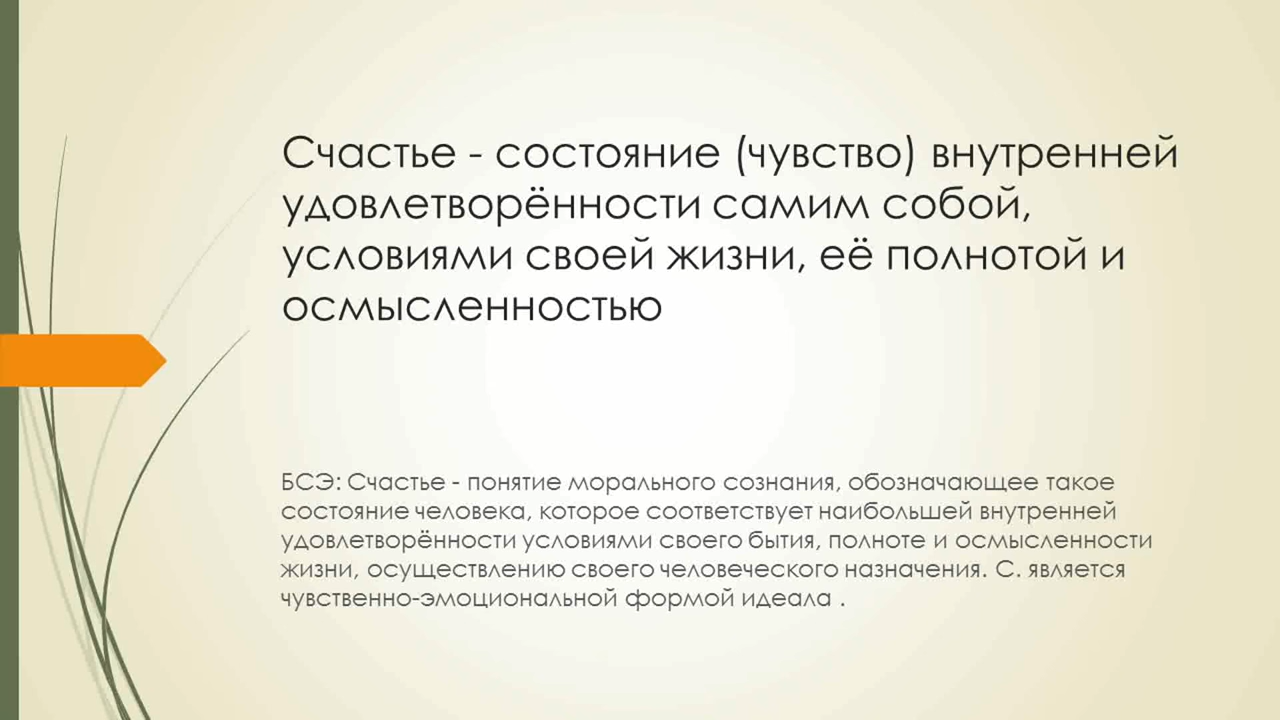 Счастье - состояние (чувство) внутренней
удовлетворённости самим собой,
условиями своей жизни, её полнотой и
осмысленностью
БСЭ: Счастье - понятие морального сознания, обозначающее такое
состояние человека, которое соответствует наибольшей внутренней
удовлетворённости условиями своего бытия, полноте и осмысленности
жизни, осуществлению своего человеческого назначения. С. является
чувственно-эмоциональной формой идеала .